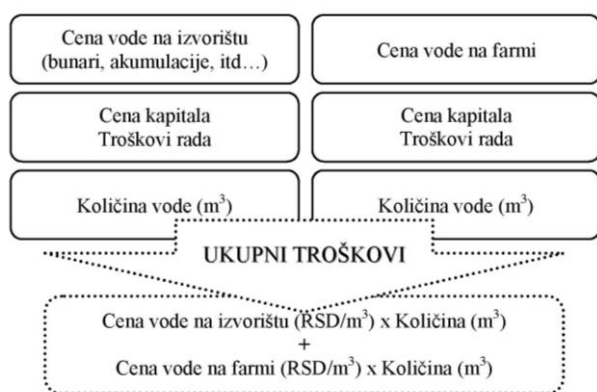 Cena vode na izvorištu
(bunari, akumulacije, itd…)
Cena vode na farmi
Cena kapitala
Troškovi rada
Cena kapitala
Troškovi rada
Količina vode (m³)
Količina vode (m³)
UKUPNI TROŠKOVI
Cena vode na izvorištu (RSD/m³) x Količina (m³)
+
Cena vode na farmi (RSD/m³) x Količina (m³)